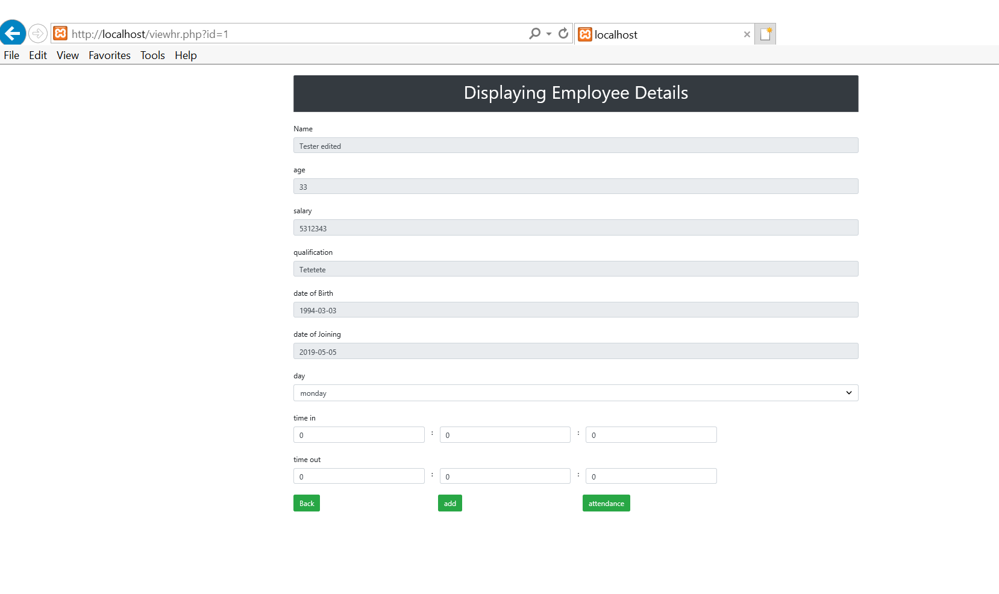 http://localhost/viewhr.php?id=1
localhost
File Edit View Favorites Tools Help
Displaying Employee Details
Name
Tester edited
age
33
salary
5312343
qualification
Tetetete
date of Birth
1994-03-03
date of Joining
2019-05-05
day
monday
time in
0 : 0 : 0
time out
0 : 0 : 0
Back add attendance